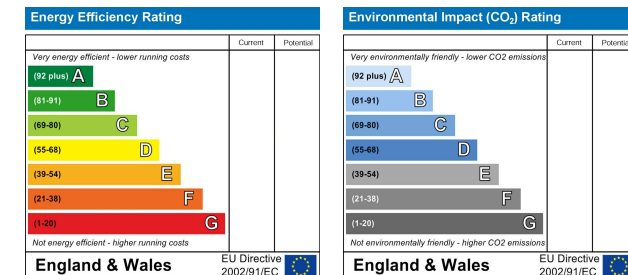 Energy Efficiency Rating
Current Potential
Very energy efficient - lower running costs
(92 plus) A
(81-91) B
(69-80) C
(55-68) D
(39-54) E
(21-38) F
(1-20) G
Not energy efficient - higher running costs
England & Wales
EU Directive
2002/91/EC
Environmental Impact (CO₂) Rating
Current Potential
Very environmentally friendly - lower CO2 emissions
(92 plus) A
(81-91) B
(69-80) C
(55-68) D
(39-54) E
(21-38) F
(1-20) G
Not environmentally friendly - higher CO2 emissions
England & Wales
EU Directive
2002/91/EC